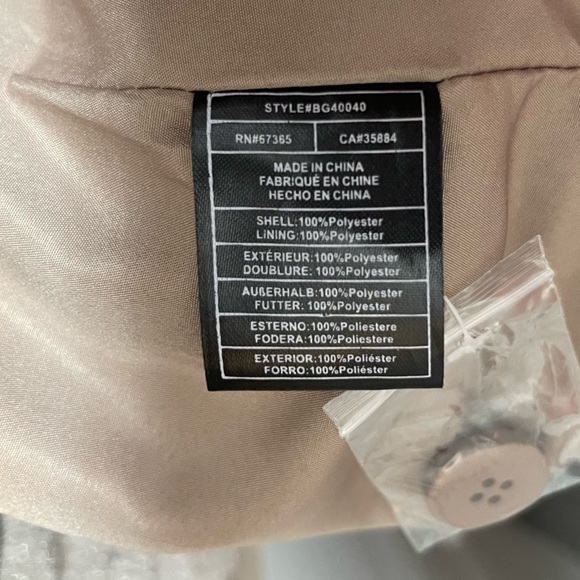 STYLE#BG40040
RN#67365 CA#35884
MADE IN CHINA
FABRIQUÉ EN CHINE
HECHO EN CHINA
SHELL:100%Polyester
LINING:100%Polyester
EXTÉRIEUR:100%Polyester
DOUBLURE:100%Polyester
AUßERHALB:100%Polyester
FUTTER:100%Polyester
ESTERNO:100%Poliestere
FODERA:100%Poliestere
EXTERIOR:100%Poliéster
FORRO:100%Poliéster